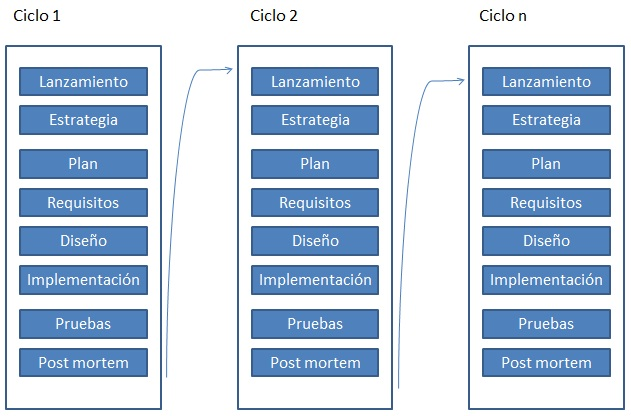 Ciclo 1
Lanzamiento
Estrategia
Plan
Requisitos
Diseño
Implementación
Pruebas
Post mortem
Ciclo 2
Lanzamiento
Estrategia
Plan
Requisitos
Diseño
Implementación
Pruebas
Post mortem
Ciclo n
Lanzamiento
Estrategia
Plan
Requisitos
Diseño
Implementación
Pruebas
Post mortem